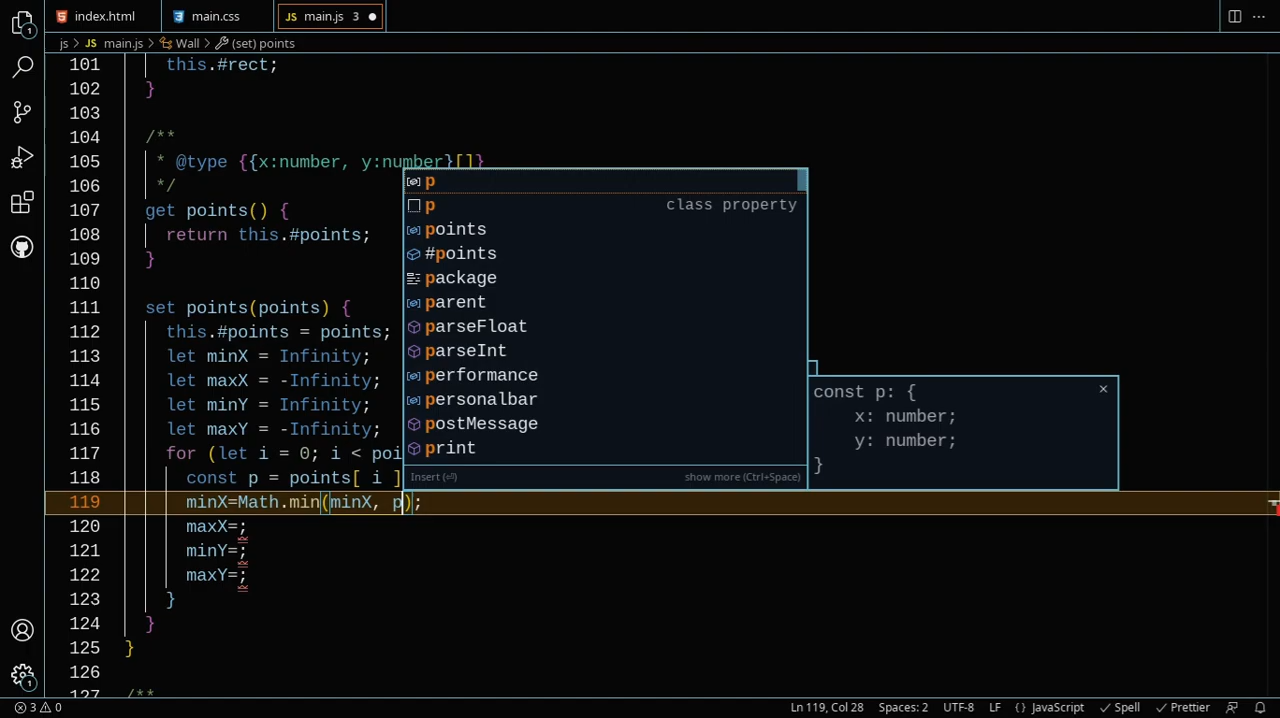 index.html main.css JS main.js 3
js > JS main.js > Wall > (set) points
101 this.#rect;
102 }
103
104 /**
105 * @type {{x:number, y:number}[]}
106 */
107 get points() {
108 return this.#points;
109 }
110
111 set points(points) {
112 this.#points = points;
113 let minX = Infinity;
114 let maxX = -Infinity;
115 let minY = Infinity;
116 let maxY = -Infinity;
117 for (let i = 0; i < poi
118 const p = points[ i ]
119 minX=Math.min(minX, p);
120 maxX=;
121 minY=;
122 maxY=;
123 }
124 }
125 }
126
127 /**
p
p class property
points
#points
package
parent
parseFloat
parseInt
performance
personalbar
postMessage
print
Insert (⏎) show more (Ctrl+Space)
const p: {
x: number;
y: number;
}
1
1
3 0 Ln 119, Col 28 Spaces: 2 UTF-8 LF {} JavaScript Spell Prettier